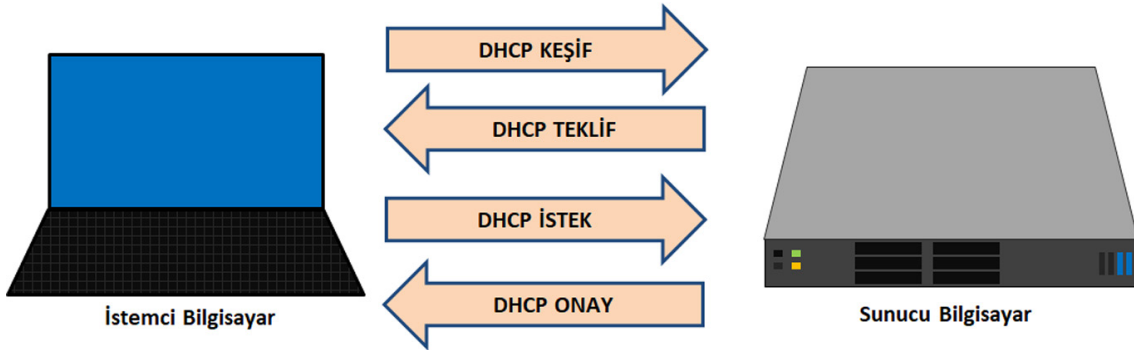 DHCP KEŞİF
DHCP TEKLİF
DHCP İSTEK
DHCP ONAY
İstemci Bilgisayar
Sunucu Bilgisayar